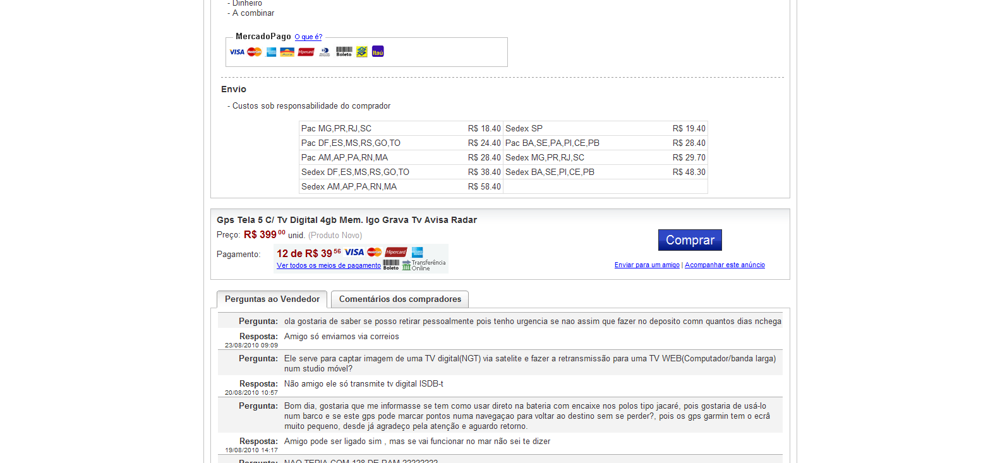 - Dinheiro
- A combinar
MercadoPago O que é?
VISA MasterCard Aura Hipercard Boleto Itaú
Envio
- Custos sob responsabilidade do comprador
Pac MG,PR,RJ,SC R$ 18.40 Sedex SP R$ 19.40
Pac DF,ES,MS,RS,GO,TO R$ 24.40 Pac BA,SE,PA,PI,CE,PB R$ 28.40
Pac AM,AP,PA,RN,MA R$ 28.40 Sedex MG,PR,RJ,SC R$ 29.70
Sedex DF,ES,MS,RS,GO,TO R$ 38.40 Sedex BA,SE,PI,CE,PB R$ 48.30
Sedex AM,AP,PA,RN,MA R$ 58.40
Gps Tela 5 C/ Tv Digital 4gb Mem. Igo Grava Tv Avisa Radar
Preço: R$ 399 00 unid. (Produto Novo)
Comprar
Pagamento: 12 de R$ 39 56 VISA MasterCard Hipercard
Ver todos os meios de pagamento Boleto Transferência Online
Enviar para um amigo | Acompanhar este anúncio
Perguntas ao Vendedor Comentários dos compradores
Pergunta: ola gostaria de saber se posso retirar pessoalmente pois tenho urgencia se nao assim que fazer no deposito comn quantos dias nchega
Resposta: Amigo só enviamos via correios
23/08/2010 09:09
Pergunta: Ele serve para captar imagem de uma TV digital(NGT) via satelite e fazer a retransmissão para uma TV WEB(Computador/banda larga)
num studio móvel?
Resposta: Não amigo ele só transmite tv digital ISDB-t
20/08/2010 10:57
Pergunta: Bom dia, gostaria que me informasse se tem como usar direto na bateria com encaixe nos polos tipo jacaré, pois gostaria de usá-lo
num barco e se este gps pode marcar pontos numa navegaçao para voltar ao destino sem se perder?, pois os gps garmin tem o ecrâ
muito pequeno, desde já agradeço pela atenção e aguardo retorno.
Resposta: Amigo pode ser ligado sim , mas se vai funcionar no mar não sei te dizer
19/08/2010 14:17
Pergunta: NAO TERIA COM 128 DE RAM ????????